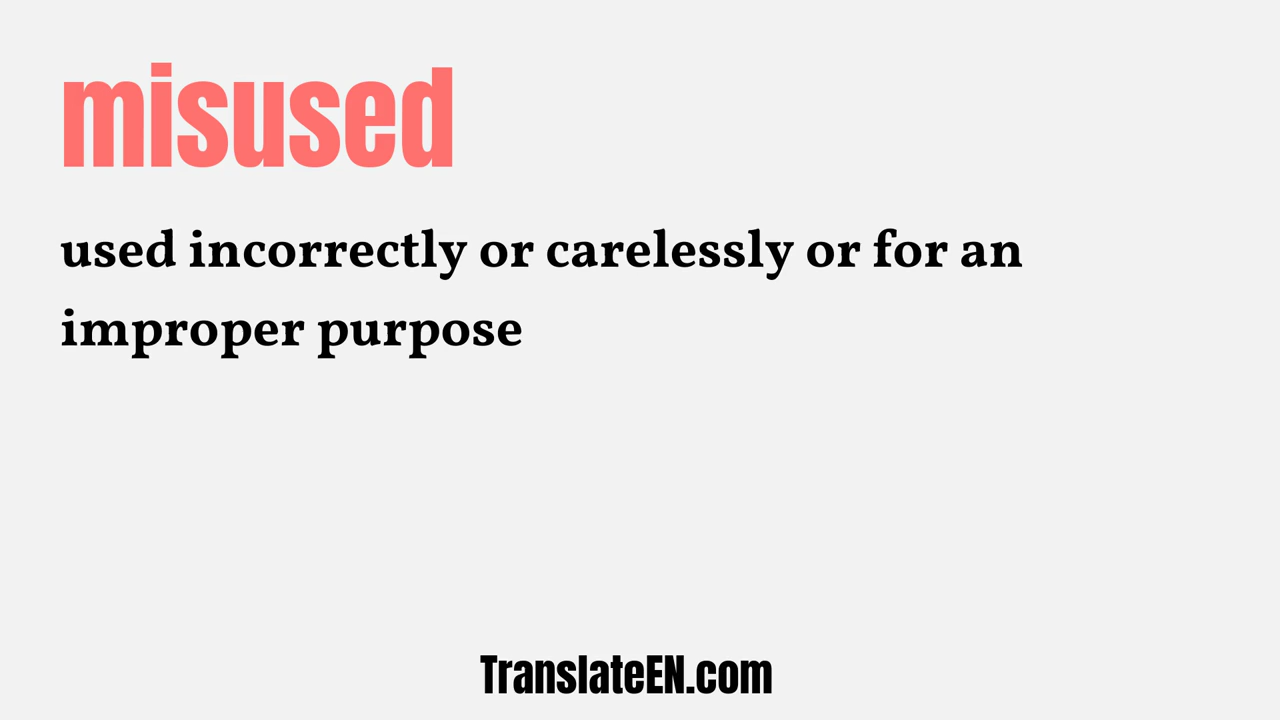 misused
used incorrectly or carelessly or for an
improper purpose
TranslateEN.com